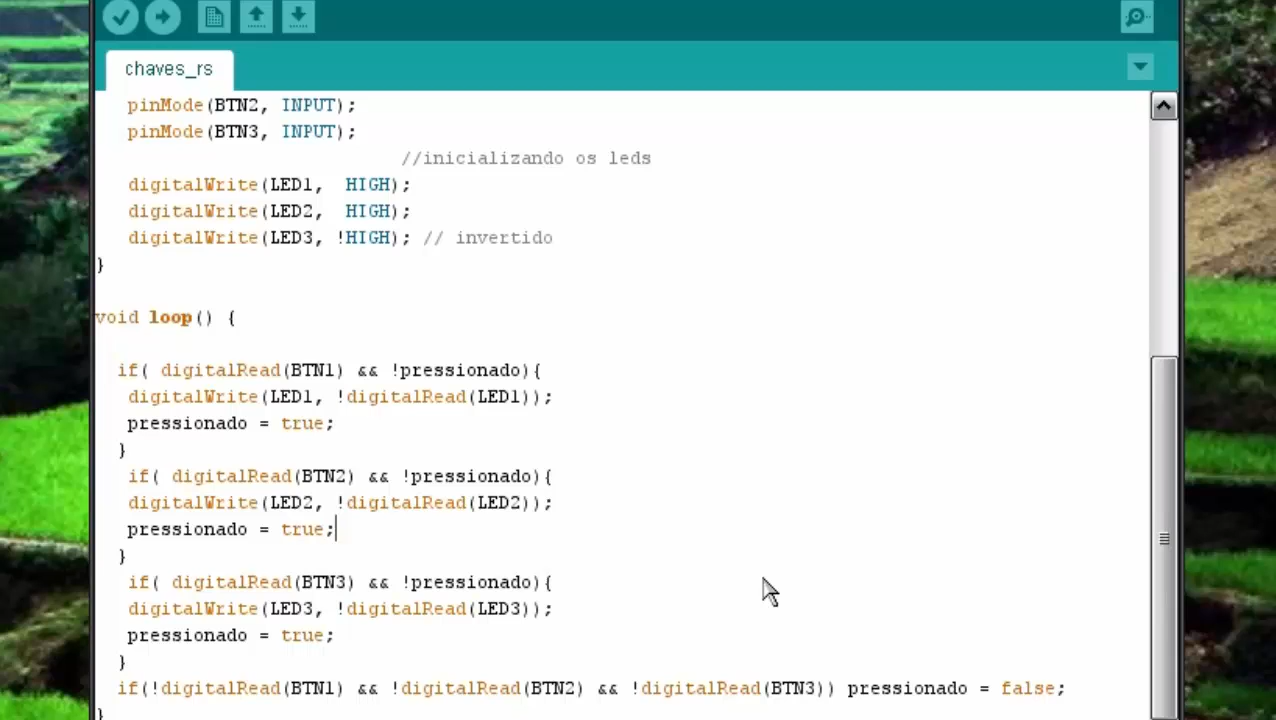 chaves_rs
pinMode(BTN2, INPUT);
pinMode(BTN3, INPUT);
//inicializando os leds
digitalWrite(LED1,  HIGH);
digitalWrite(LED2,  HIGH);
digitalWrite(LED3, !HIGH); // invertido
}
void loop() {
if( digitalRead(BTN1) && !pressionado){
digitalWrite(LED1, !digitalRead(LED1));
pressionado = true;
}
if( digitalRead(BTN2) && !pressionado){
digitalWrite(LED2, !digitalRead(LED2));
pressionado = true;
}
if( digitalRead(BTN3) && !pressionado){
digitalWrite(LED3, !digitalRead(LED3));
pressionado = true;
}
if(!digitalRead(BTN1) && !digitalRead(BTN2) && !digitalRead(BTN3)) pressionado = false;
}